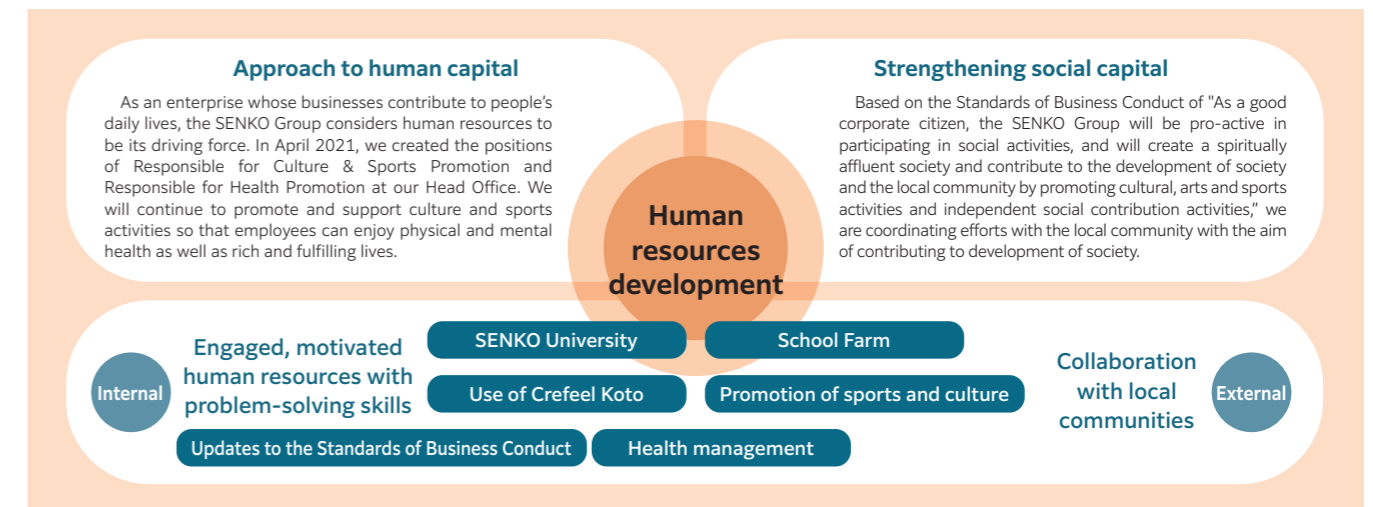 Approach to human capital
As an enterprise whose businesses contribute to people's
daily lives, the SENKO Group considers human resources to
be its driving force. In April 2021, we created the positions
of Responsible for Culture & Sports Promotion and
Responsible for Health Promotion at our Head Office. We
will continue to promote and support culture and sports
activities so that employees can enjoy physical and mental
health as well as rich and fulfilling lives.
Strengthening social capital
Based on the Standards of Business Conduct of "As a good
corporate citizen, the SENKO Group will be pro-active in
participating in social activities, and will create a spiritually
affluent society and contribute to the development of society
and the local community by promoting cultural, arts and sports
activities and independent social contribution activities,” we
are coordinating efforts with the local community with the aim
of contributing to development of society.
Human
resources
development
Internal
Engaged, motivated
human resources with
problem-solving skills
SENKO University
School Farm
Use of Crefeel Koto
Promotion of sports and culture
Updates to the Standards of Business Conduct
Health management
Collaboration
with local
communities
External